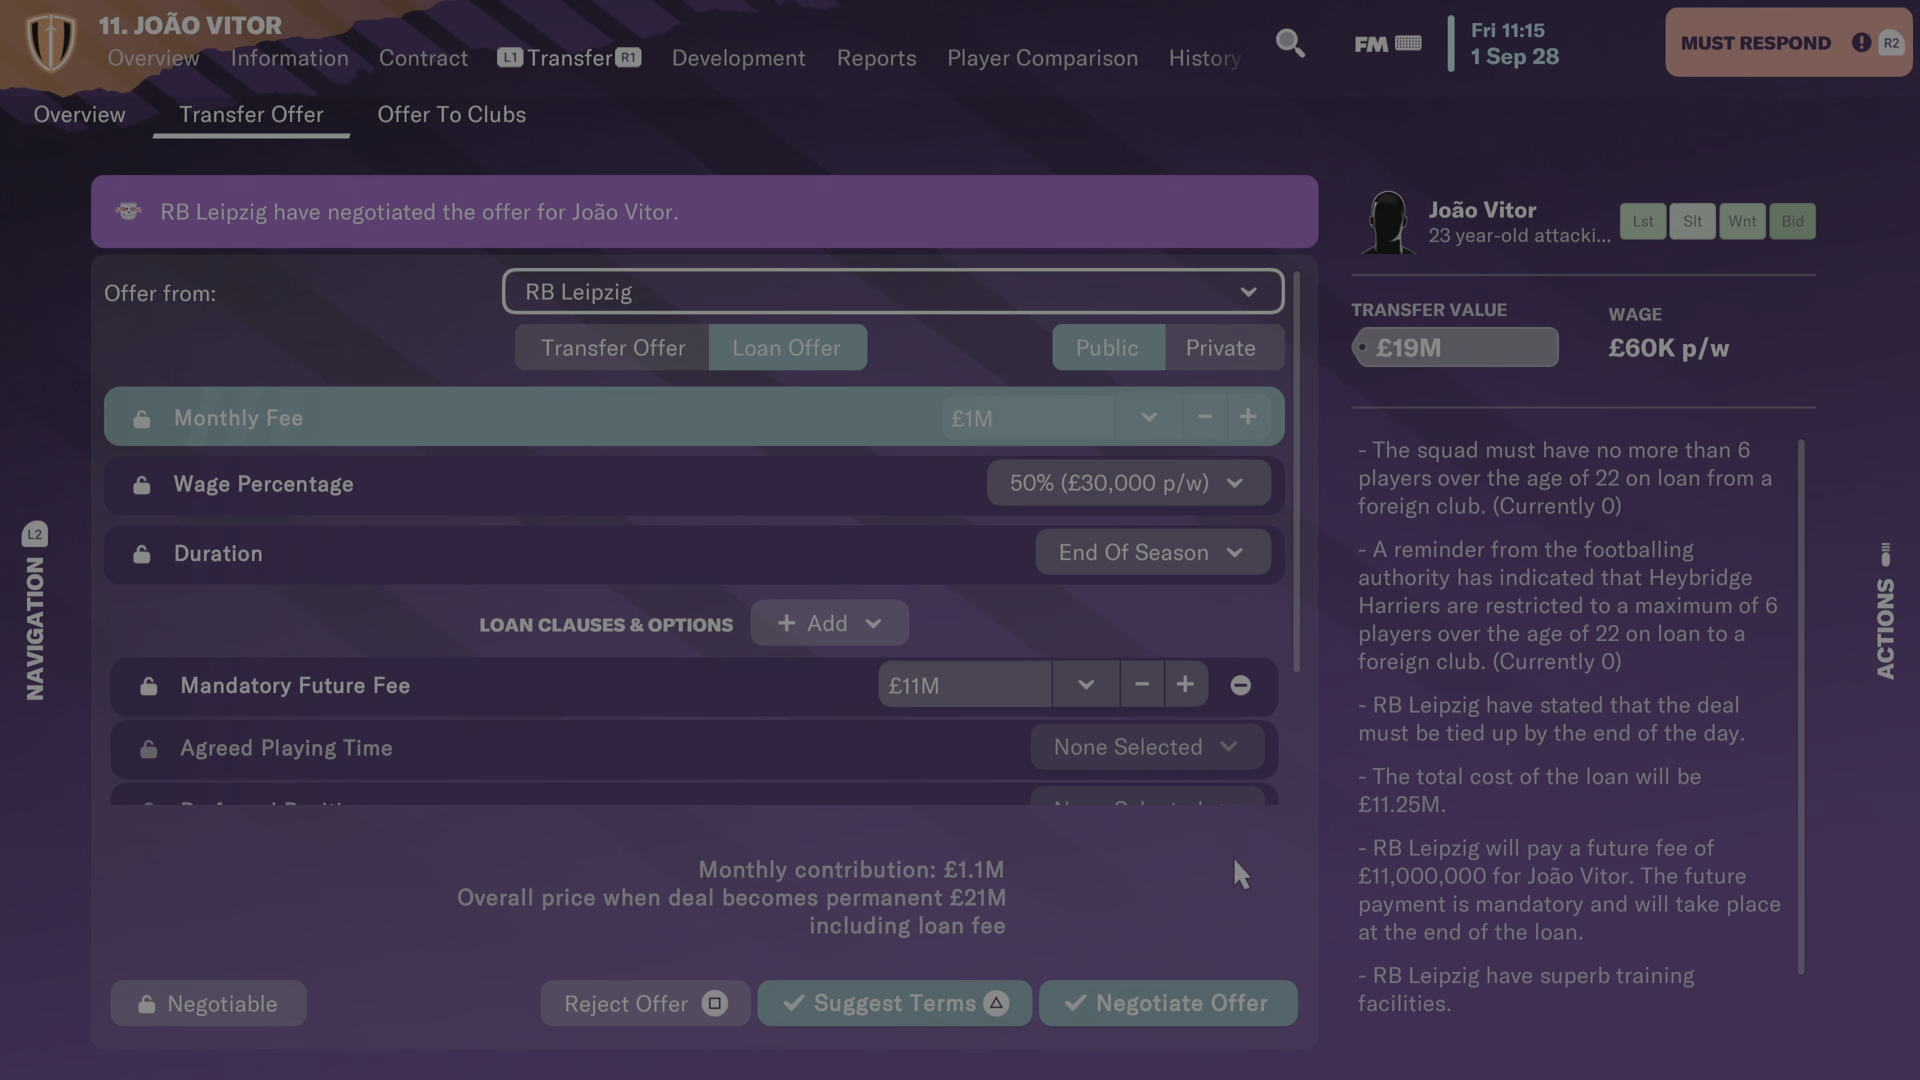 11. JOÃO VITOR
Overview
Information
Contract
L1 Transfer R1
Development
Reports
Player Comparison
History
FM
Fri 11:15
1 Sep 28
MUST RESPOND
R2
Overview
Transfer Offer
Offer To Clubs
RB Leipzig have negotiated the offer for João Vitor.
Offer from:
RB Leipzig
Transfer Offer
Loan Offer
Public
Private
Monthly Fee
£1M
Wage Percentage
50% (£30,000 p/w)
Duration
End Of Season
LOAN CLAUSES & OPTIONS
+ Add
Mandatory Future Fee
£11M
Agreed Playing Time
None Selected
Monthly contribution: £1.1M
Overall price when deal becomes permanent £21M
including loan fee
Negotiable
Reject Offer
Suggest Terms
Negotiate Offer
João Vitor
23 year-old attacki...
Lst
Slt
Wnt
Bid
TRANSFER VALUE
£19M
WAGE
£60K p/w
- The squad must have no more than 6
players over the age of 22 on loan from a
foreign club. (Currently 0)
- A reminder from the footballing
authority has indicated that Heybridge
Harriers are restricted to a maximum of 6
players over the age of 22 on loan to a
foreign club. (Currently 0)
- RB Leipzig have stated that the deal
must be tied up by the end of the day.
- The total cost of the loan will be
£11.25M.
- RB Leipzig will pay a future fee of
£11,000,000 for João Vitor. The future
payment is mandatory and will take place
at the end of the loan.
- RB Leipzig have superb training
facilities.
L2
NAVIGATION
ACTIONS